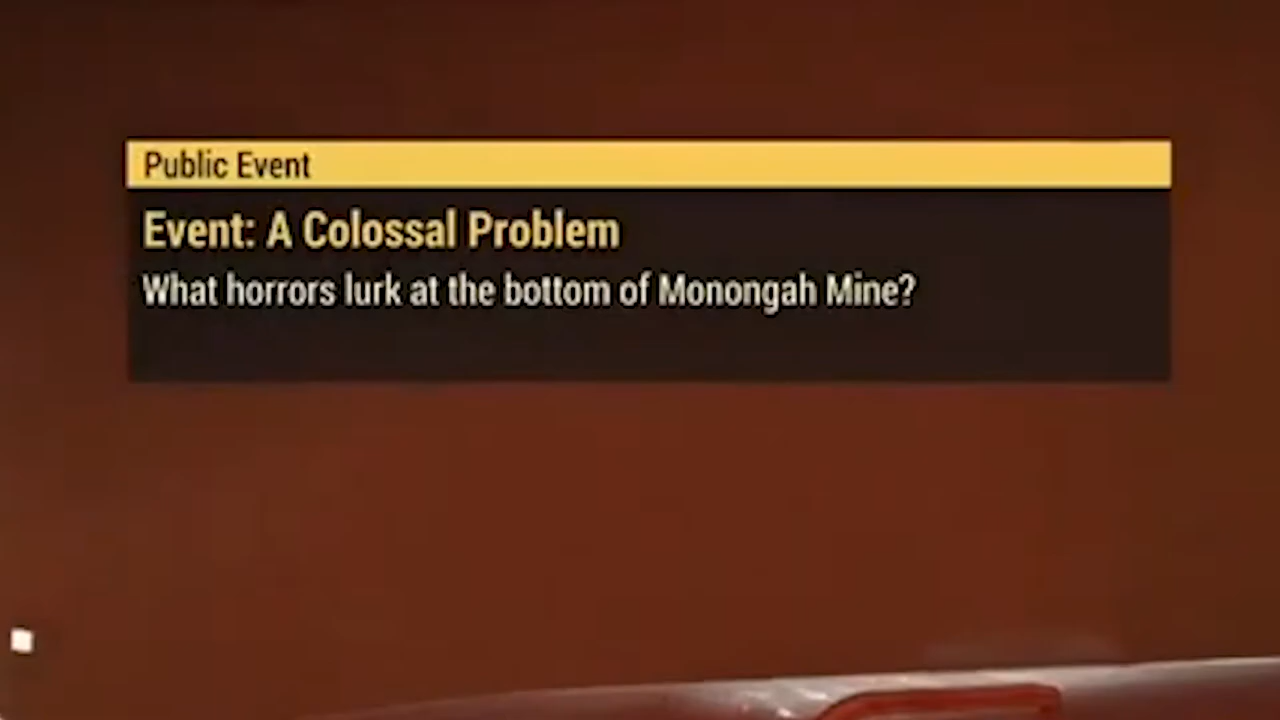 Public Event
Event: A Colossal Problem
What horrors lurk at the bottom of Monongah Mine?